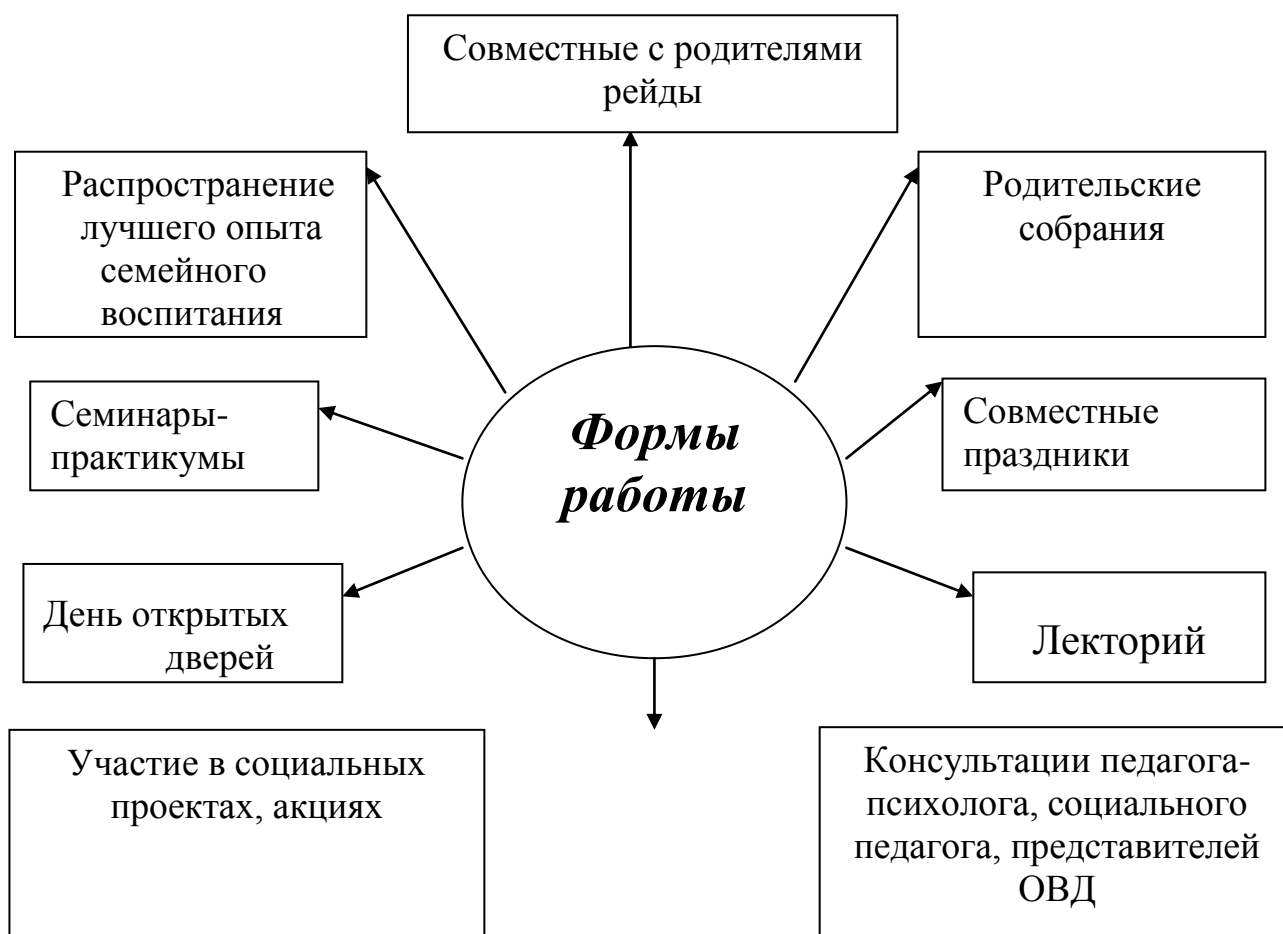 Совместные с родителями
рейды
Распространение
лучшего опыта
семейного
воспитания
Родительские
собрания
Формы
работы
Семинары-
практикумы
Совместные
праздники
День открытых
дверей
Лекторий
Участие в социальных
проектах, акциях
Консультации педагога-
психолога, социального
педагога, представителей
ОВД